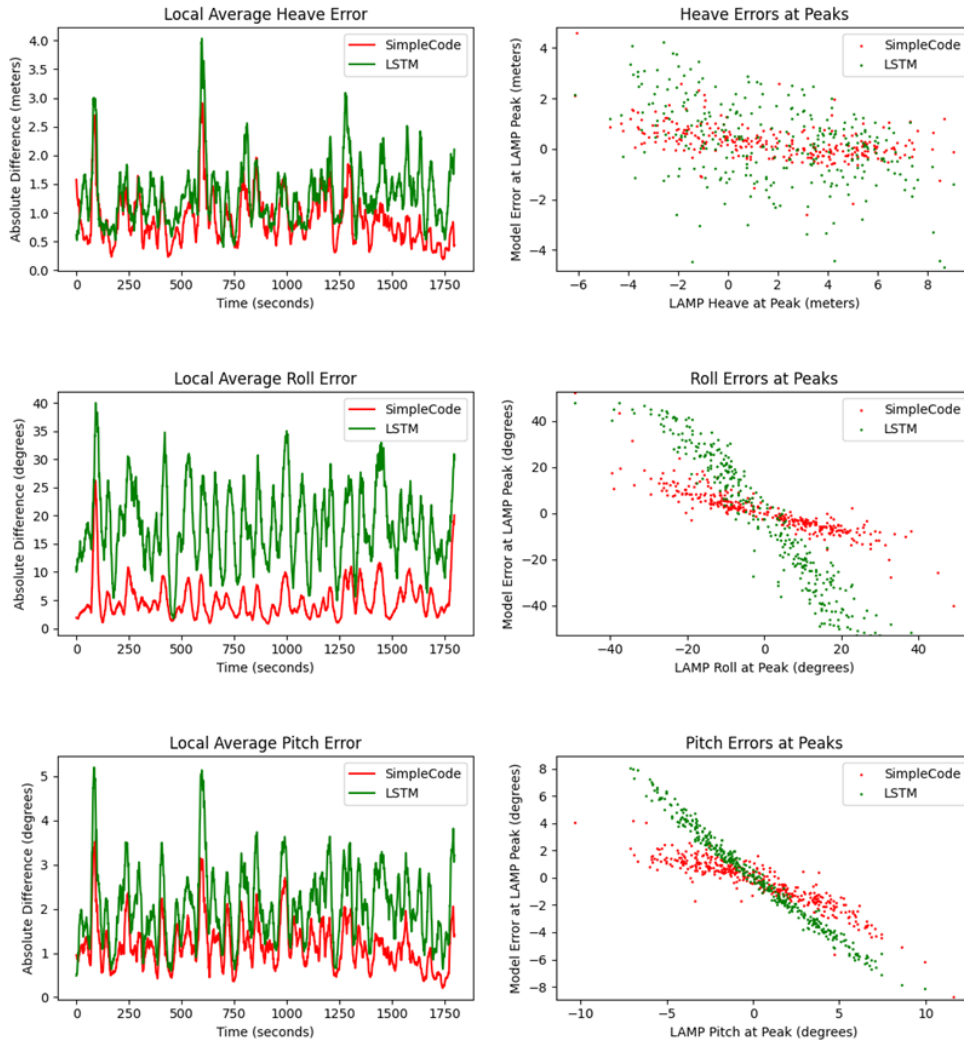 Local Average Heave Error
Absolute Difference (meters)
4.0
3.5
3.0
2.5
2.0
1.5
1.0
0.5
0.0
SimpleCode
LSTM
0 250 500 750 1000 1250 1500 1750
Time (seconds)
Heave Errors at Peaks
Model Error at LAMP Peak (meters)
4
2
0
−2
−4
SimpleCode
LSTM
−6 −4 −2 0 2 4 6 8
LAMP Heave at Peak (meters)
Local Average Roll Error
Absolute Difference (degrees)
40
35
30
25
20
15
10
5
0
SimpleCode
LSTM
0 250 500 750 1000 1250 1500 1750
Time (seconds)
Roll Errors at Peaks
Model Error at LAMP Peak (degrees)
40
20
0
−20
−40
SimpleCode
LSTM
−40 −20 0 20 40
LAMP Roll at Peak (degrees)
Local Average Pitch Error
Absolute Difference (degrees)
5
4
3
2
1
0
SimpleCode
LSTM
0 250 500 750 1000 1250 1500 1750
Time (seconds)
Pitch Errors at Peaks
Model Error at LAMP Peak (degrees)
8
6
4
2
0
−2
−4
−6
−8
SimpleCode
LSTM
−10 −5 0 5 10
LAMP Pitch at Peak (degrees)